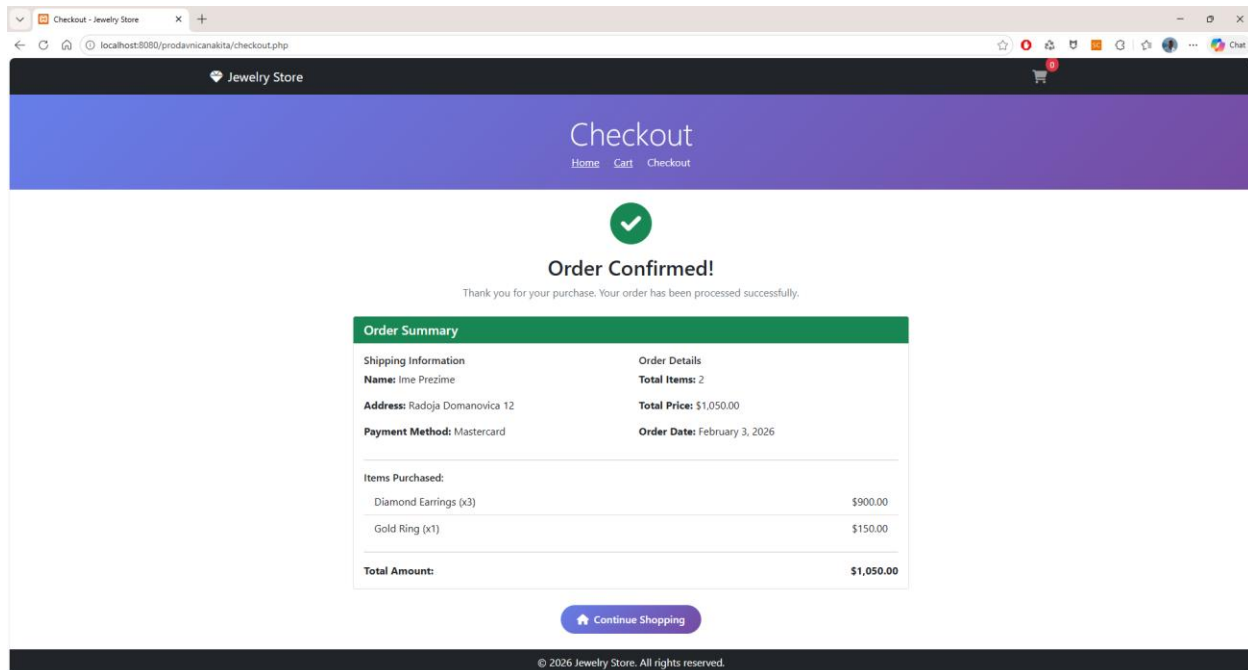 Checkout - Jewelry Store
localhost:8080/prodavnicanakita/checkout.php
Chat
Jewelry Store
0
Checkout
Home Cart Checkout
Order Confirmed!
Thank you for your purchase. Your order has been processed successfully.
Order Summary
Shipping Information
Name: Ime Prezime
Address: Radoja Domanovica 12
Payment Method: Mastercard
Order Details
Total Items: 2
Total Price: $1,050.00
Order Date: February 3, 2026
Items Purchased:
Diamond Earrings (x3) $900.00
Gold Ring (x1) $150.00
Total Amount: $1,050.00
Continue Shopping
© 2026 Jewelry Store. All rights reserved.